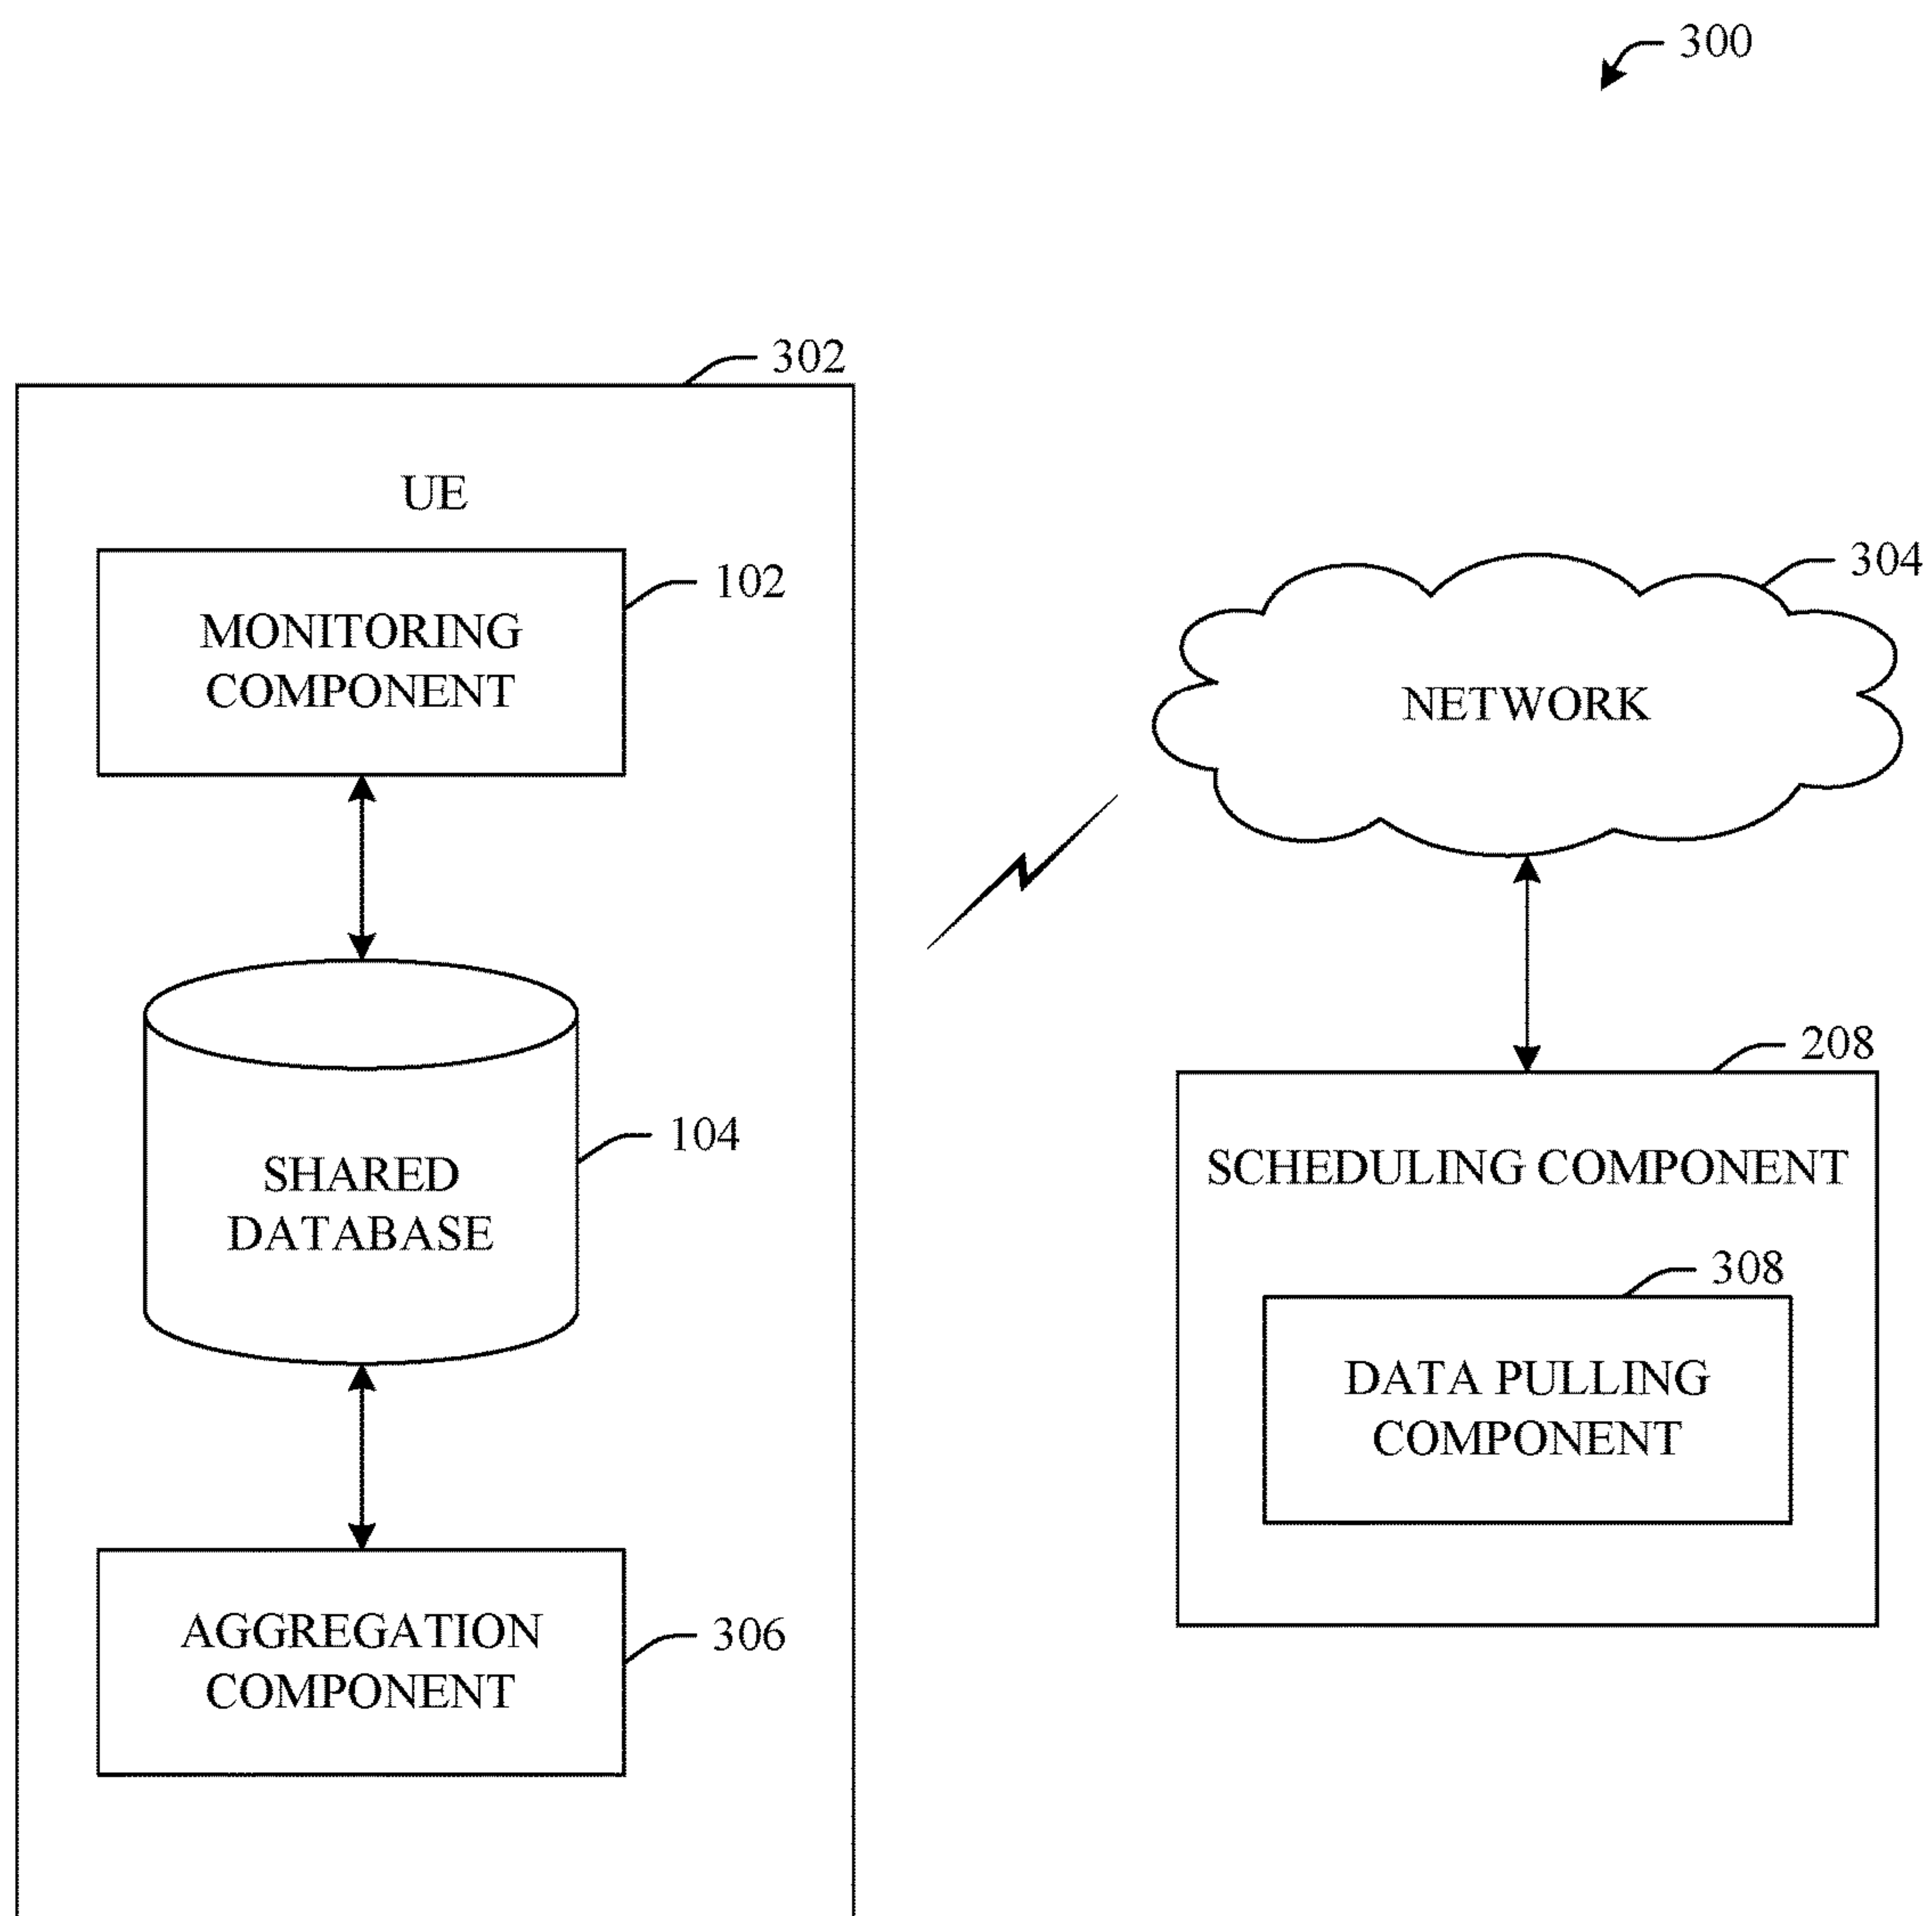 300
302
UE
102
MONITORING
COMPONENT
304
NETWORK
104
SHARED
DATABASE
208
SCHEDULING COMPONENT
308
DATA PULLING
COMPONENT
306
AGGREGATION
COMPONENT